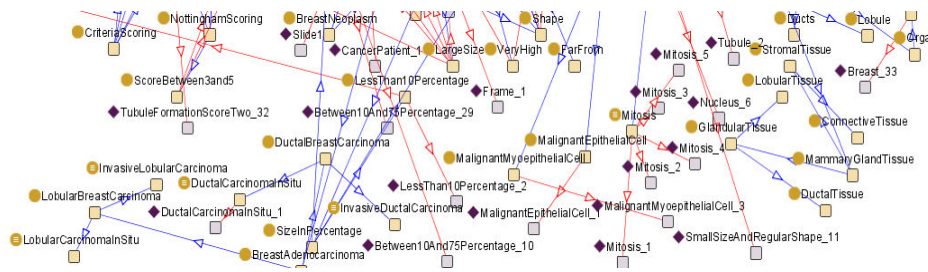 NottinghamScoring
BreastNeoplasm
Shape
Ducts
Lobule
CriteriaScoring
Slide1
CancerPatient_1
LargeSize
VeryHigh
FarFrom
Mitosis_5
Tubule_2
StromalTissue
Orga
ScoreBetween3and5
LessThan10Percentage
Mitosis_3
LobularTissue
Breast_33
TubuleFormationScoreTwo_32
Between10And75Percentage_29
Frame_1
Nucleus_6
Mitosis
GlandularTissue
ConnectiveTissue
DuctalBreastCarcinoma
MalignantEpithelialCell
Mitosis_4
MalignantMyoepithelialCell
MammaryGlandTissue
InvasiveLobularCarcinoma
Mitosis_2
DuctalCarcinomaInSitu
LessThan10Percentage_2
DuctalTissue
LobularBreastCarcinoma
DuctalCarcinomaInSitu_1
InvasiveDuctalCarcinoma
MalignantEpithelialCell_1
MalignantMyoepithelialCell_3
SizeInPercentage
SmallSizeAndRegularShape_11
LobularCarcinomaInSitu
BreastAdenocarcinoma
Between10And75Percentage_10
Mitosis_1